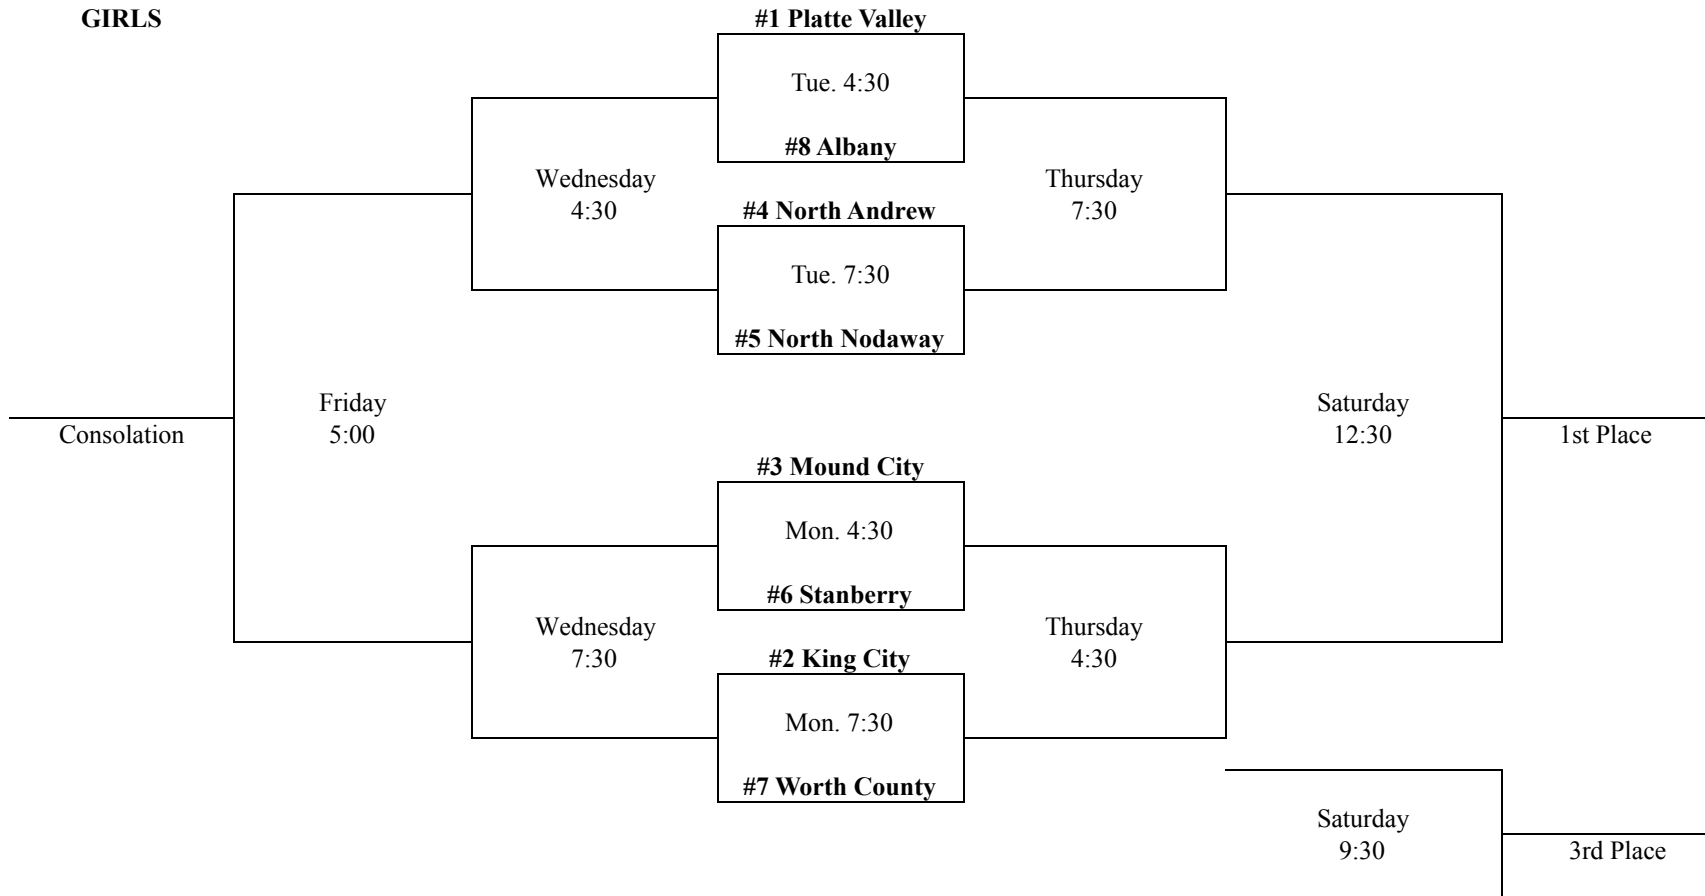 GIRLS
#1 Platte Valley
Tue. 4:30
#8 Albany
Wednesday
4:30
Thursday
7:30
#4 North Andrew
Tue. 7:30
#5 North Nodaway
Friday
5:00
Consolation
Saturday
12:30
1st Place
#3 Mound City
Mon. 4:30
#6 Stanberry
Wednesday
7:30
Thursday
4:30
#2 King City
Mon. 7:30
#7 Worth County
Saturday
9:30
3rd Place